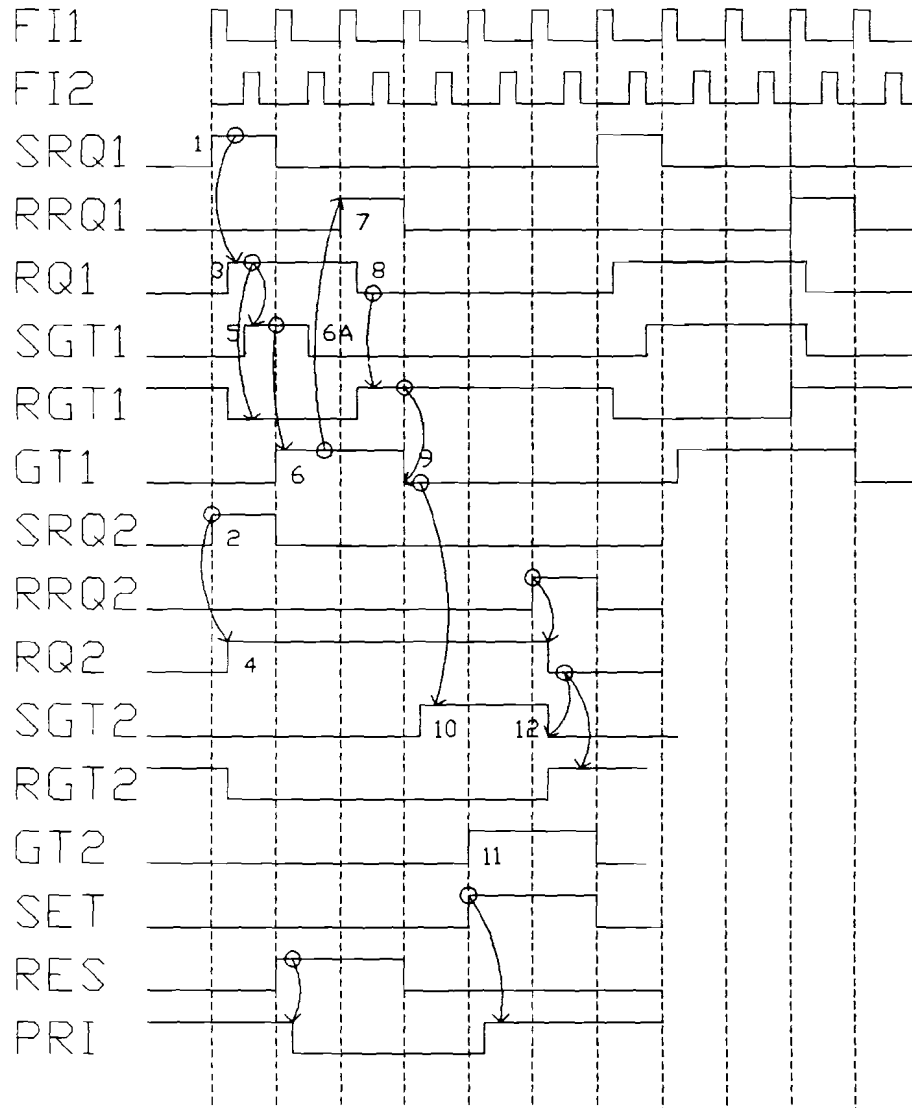 FI1
FI2
SRQ1 1
RRQ1 7
RQ1 3 8
SGT1 5 6A
RGT1
GT1 6 9
SRQ2 2
RRQ2
RQ2 4
SGT2 10 12
RGT2
GT2 11
SET
RES
PRI